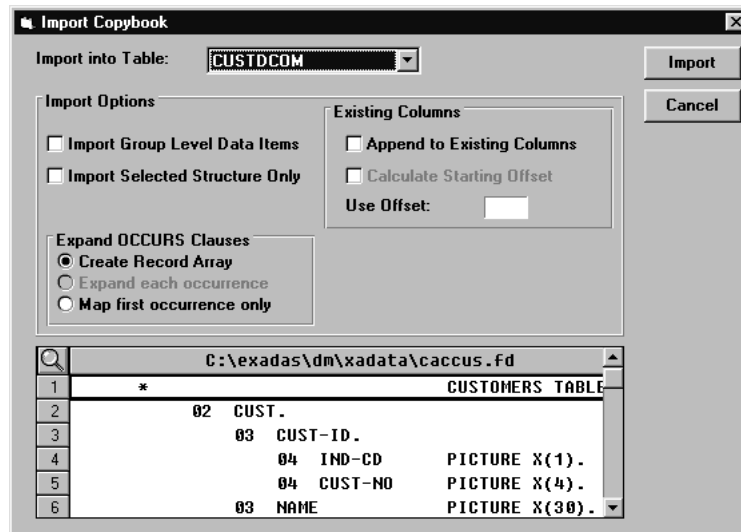 Import Copybook
Import into Table: CUSTDCOM
Import
Cancel
Import Options
Import Group Level Data Items
Import Selected Structure Only
Existing Columns
Append to Existing Columns
Calculate Starting Offset
Use Offset:
Expand OCCURS Clauses
Create Record Array
Expand each occurrence
Map first occurrence only
C:\exadas\dm\xadata\caccus.fd
1 * CUSTOMERS TABLE
2 02 CUST.
3 03 CUST-ID.
4 04 IND-CD PICTURE X(1).
5 04 CUST-NO PICTURE X(4).
6 03 NAME PICTURE X(30).